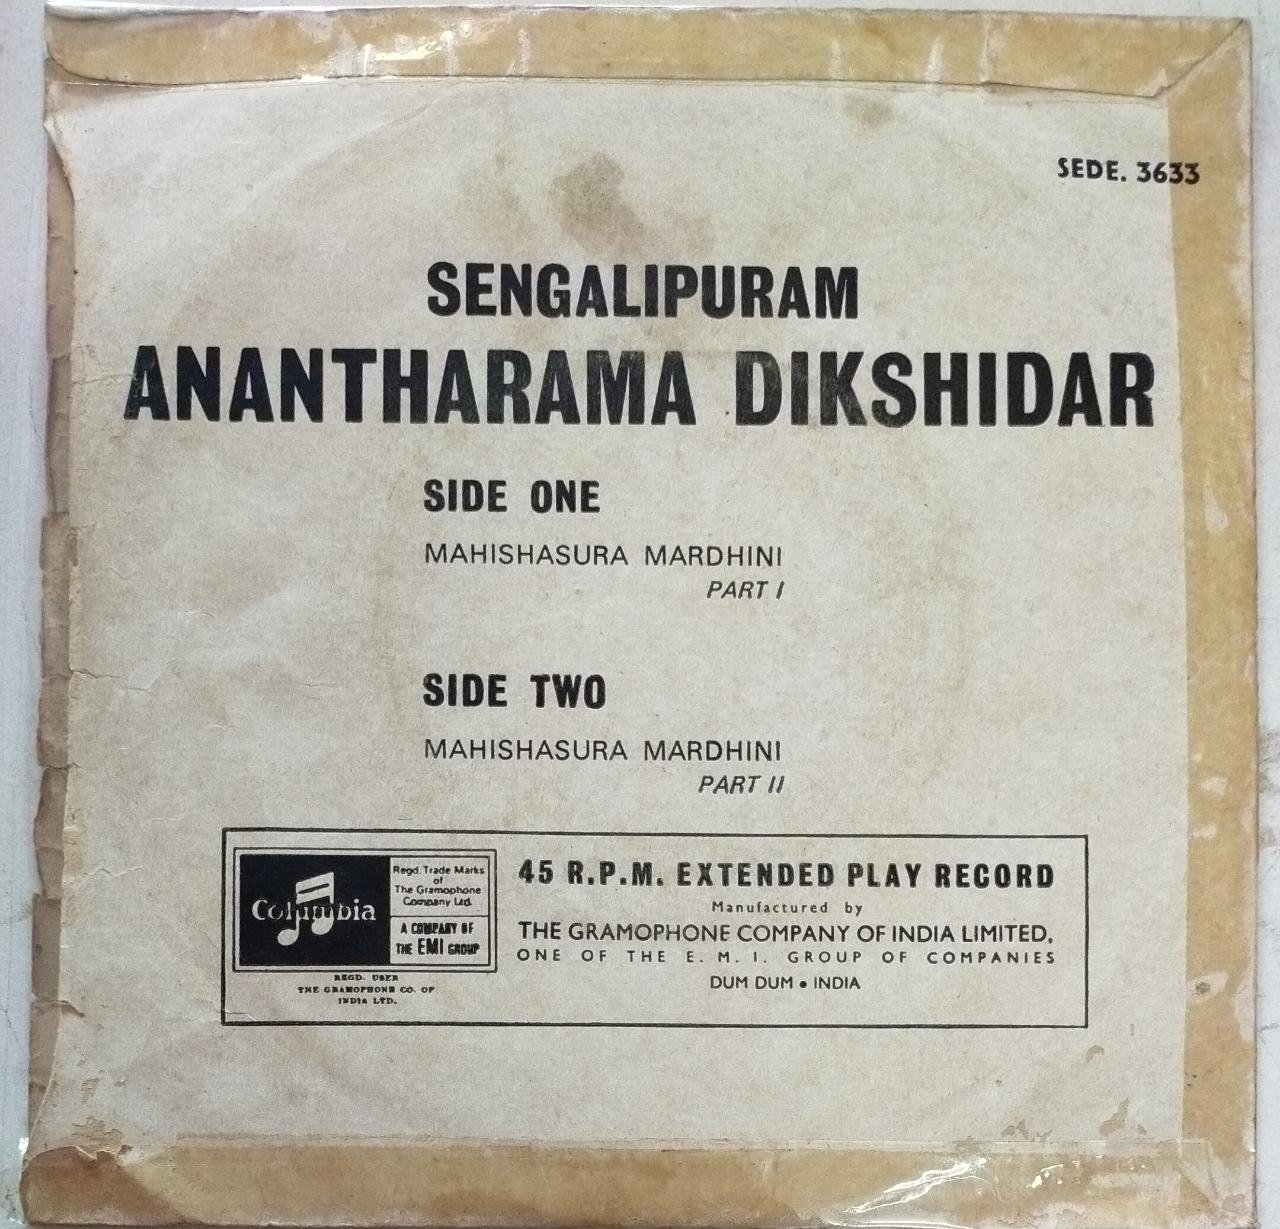 SEDE. 3633
SENGALIPURAM
ANANTHARAMA DIKSHIDAR
SIDE ONE
MAHISHASURA MARDHINI
PART I
SIDE TWO
MAHISHASURA MARDHINI
PART II
Columbia
Regd. Trade Marks
of
The Gramophone
Company Ltd.
A COMPANY OF
THE EMI GROUP
REGD. USER
THE GRAMOPHONE CO. OF
INDIA LTD.
45 R.P.M. EXTENDED PLAY RECORD
Manufactured by
THE GRAMOPHONE COMPANY OF INDIA LIMITED,
ONE OF THE E. M. I. GROUP OF COMPANIES
DUM DUM • INDIA